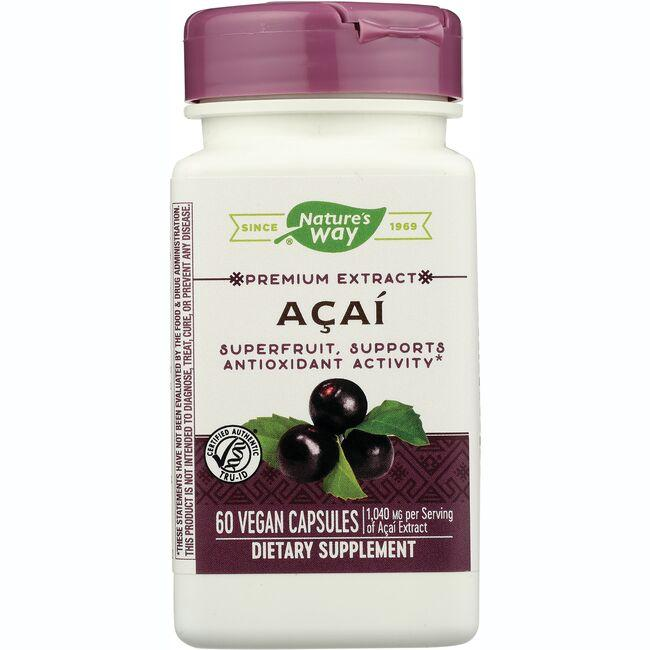 SINCE
Nature's
Way®
1969
PREMIUM EXTRACT
AÇAÍ
SUPERFRUIT, SUPPORTS
ANTIOXIDANT ACTIVITY*
CERTIFIED AUTHENTIC
TRU-ID®
60 VEGAN CAPSULES
1,040 MG per Serving
of Açaí Extract
DIETARY SUPPLEMENT
*THESE STATEMENTS HAVE NOT BEEN EVALUATED BY THE FOOD & DRUG ADMINISTRATION.
THIS PRODUCT IS NOT INTENDED TO DIAGNOSE, TREAT, CURE, OR PREVENT ANY DISEASE.